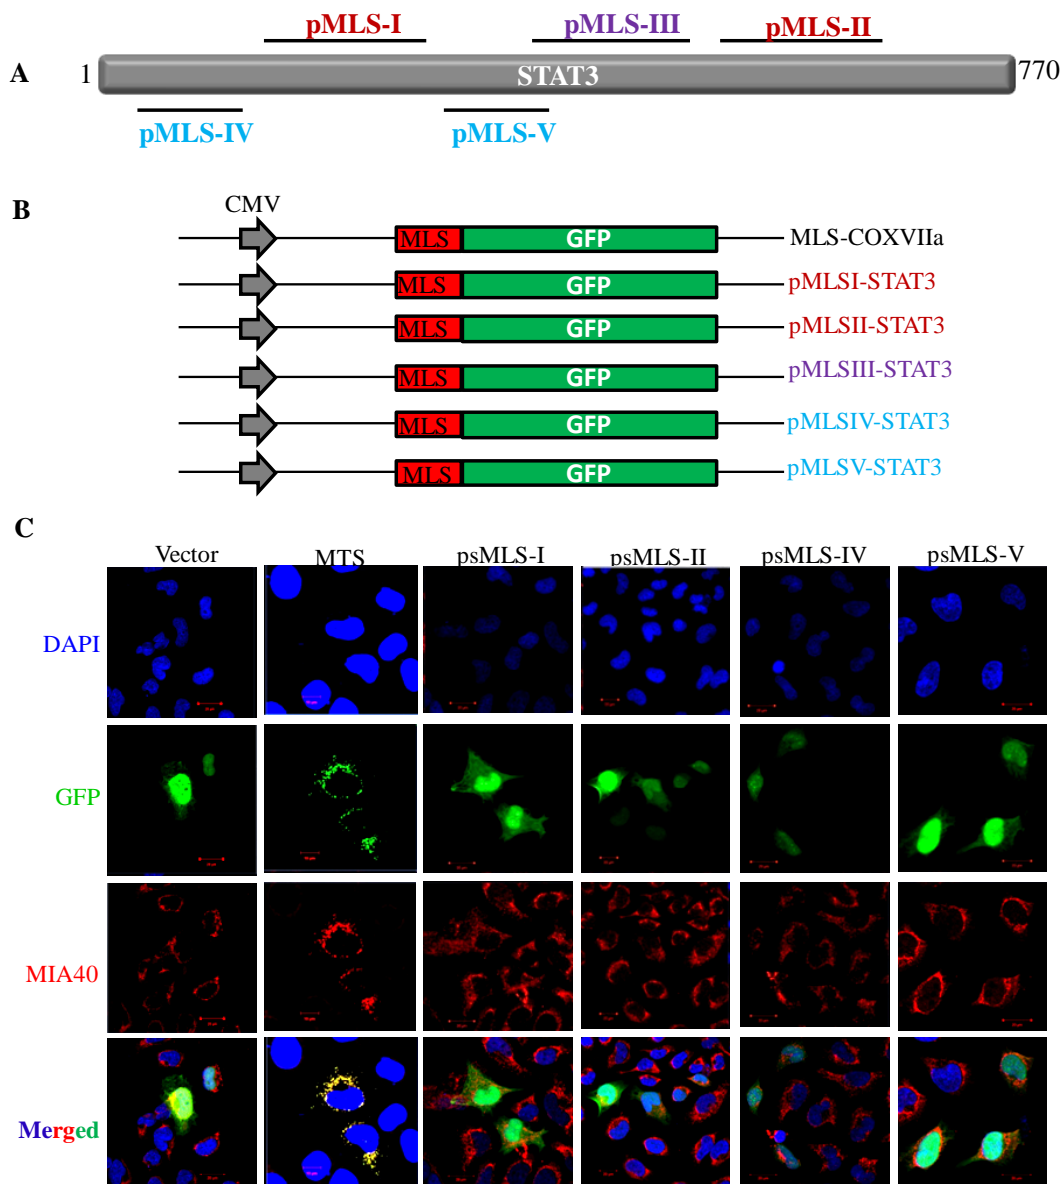 pMLS-I pMLS-III pMLS-II
A 1 STAT3 770
pMLS-IV pMLS-V
B
CMV
MLS GFP MLS-COXVIIa
MLS GFP pMLSI-STAT3
MLS GFP pMLSII-STAT3
MLS GFP pMLSIII-STAT3
MLS GFP pMLSIV-STAT3
MLS GFP pMLSV-STAT3
C
Vector MTS psMLS-I psMLS-II psMLS-IV psMLS-V
DAPI
GFP
MIA40
Merged